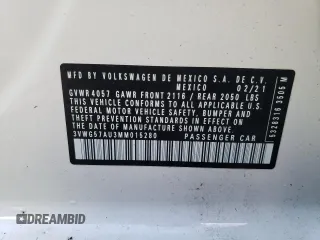 MFD BY VOLKSWAGEN DE MEXICO S.A. DE C.V.
MEXICO 02/21
GVWR 4057 GAWR FRONT 2116 / REAR 2050 LBS
THIS VEHICLE CONFORMS TO ALL APPLICABLE U.S.
FEDERAL MOTOR VEHICLE SAFETY, BUMPER AND
THEFT PREVENTION STANDARDS IN EFFECT ON
THE DATE OF MANUFACTURE SHOWN ABOVE
3VWG57AU3MM015280 PASSENGER CAR
AUTOBIDMASTER